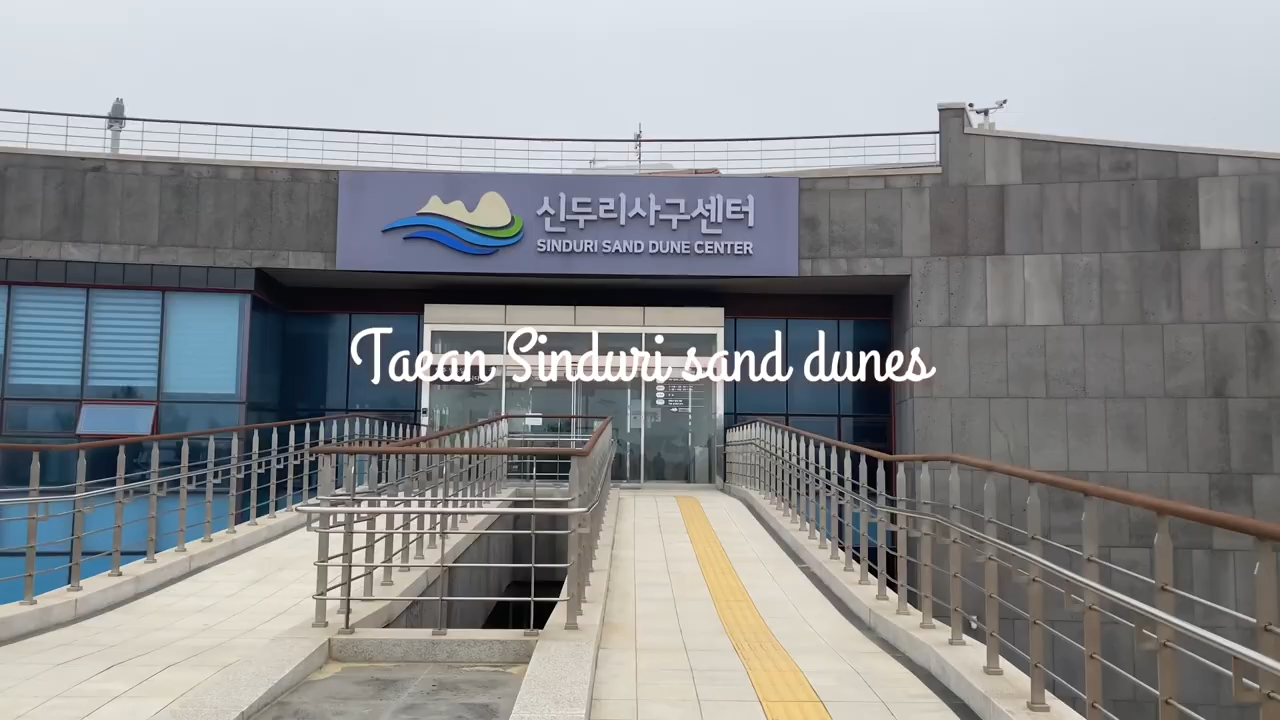 신두리사구센터
SINDURI SAND DUNE CENTER
Taean Sinduri sand dunes